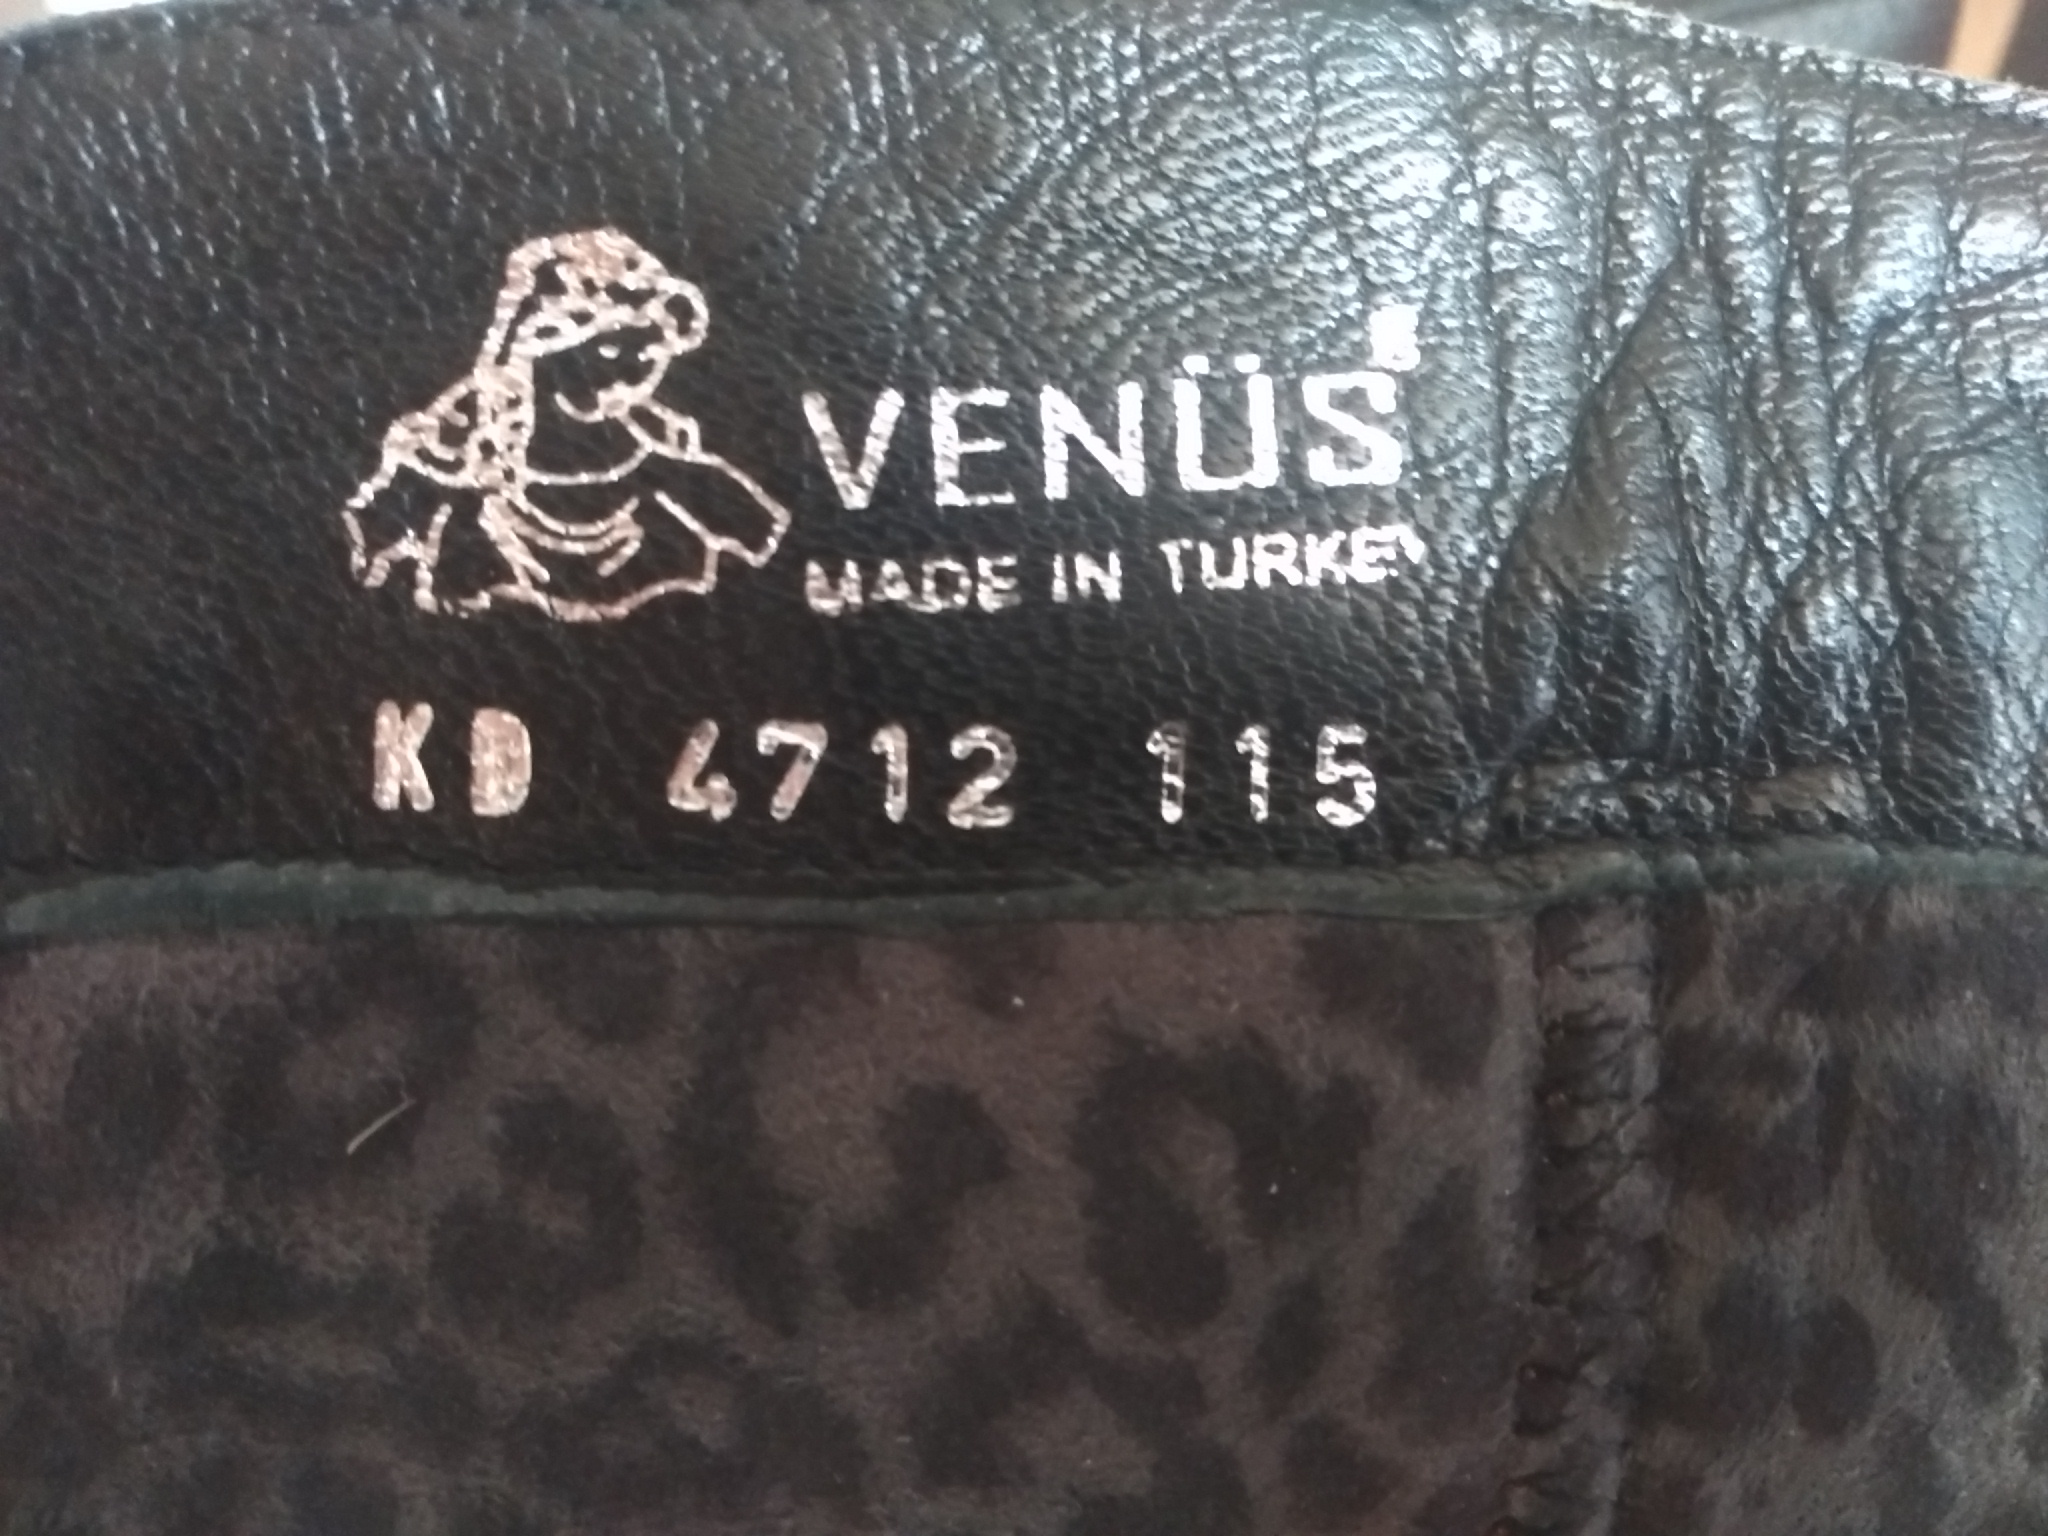 VENÜS
MADE IN TURKEY
KD 4712 115